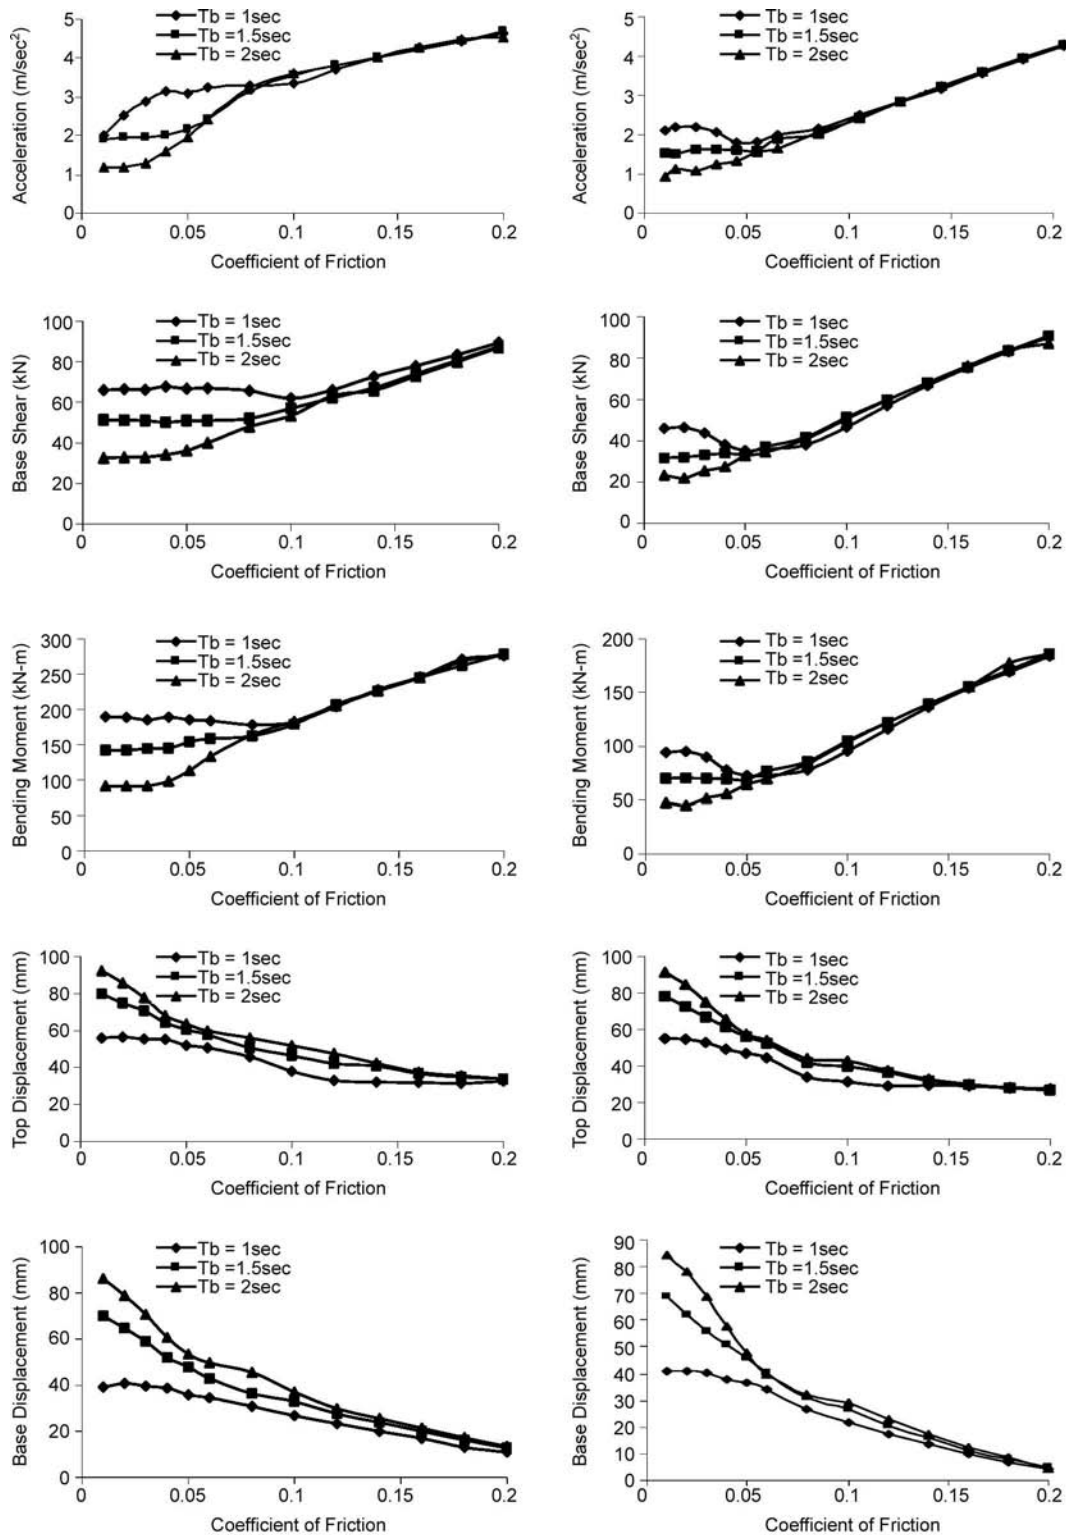 Acceleration (m/sec²)
5
4
3
2
1
0
Tb = 1sec
Tb =1.5sec
Tb = 2sec
0 0.05 0.1 0.15 0.2
Coefficient of Friction
Acceleration (m/sec²)
5
4
3
2
1
0
Tb = 1sec
Tb =1.5sec
Tb = 2sec
0 0.05 0.1 0.15 0.2
Coefficient of Friction
Base Shear (kN)
100
80
60
40
20
0
Tb = 1sec
Tb =1.5sec
Tb = 2sec
0 0.05 0.1 0.15 0.2
Coefficient of Friction
Base Shear (kN)
100
80
60
40
20
0
Tb = 1sec
Tb =1.5sec
Tb = 2sec
0 0.05 0.1 0.15 0.2
Coefficient of Friction
Bending Moment (kN-m)
300
250
200
150
100
50
0
Tb = 1sec
Tb =1.5sec
Tb = 2sec
0 0.05 0.1 0.15 0.2
Coefficient of Friction
Bending Moment (kN-m)
200
150
100
50
0
Tb = 1sec
Tb =1.5sec
Tb = 2sec
0 0.05 0.1 0.15 0.2
Coefficient of Friction
Top Displacement (mm)
100
80
60
40
20
0
Tb = 1sec
Tb =1.5sec
Tb = 2sec
0 0.05 0.1 0.15 0.2
Coefficient of Friction
Top Displacement (mm)
100
80
60
40
20
0
Tb = 1sec
Tb =1.5sec
Tb = 2sec
0 0.05 0.1 0.15 0.2
Coefficient of Friction
Base Displacement (mm)
100
80
60
40
20
0
Tb = 1sec
Tb =1.5sec
Tb = 2sec
0 0.05 0.1 0.15 0.2
Coefficient of Friction
Base Displacement (mm)
90
80
70
60
50
40
30
20
10
0
Tb = 1sec
Tb =1.5sec
Tb = 2sec
0 0.05 0.1 0.15 0.2
Coefficient of Friction